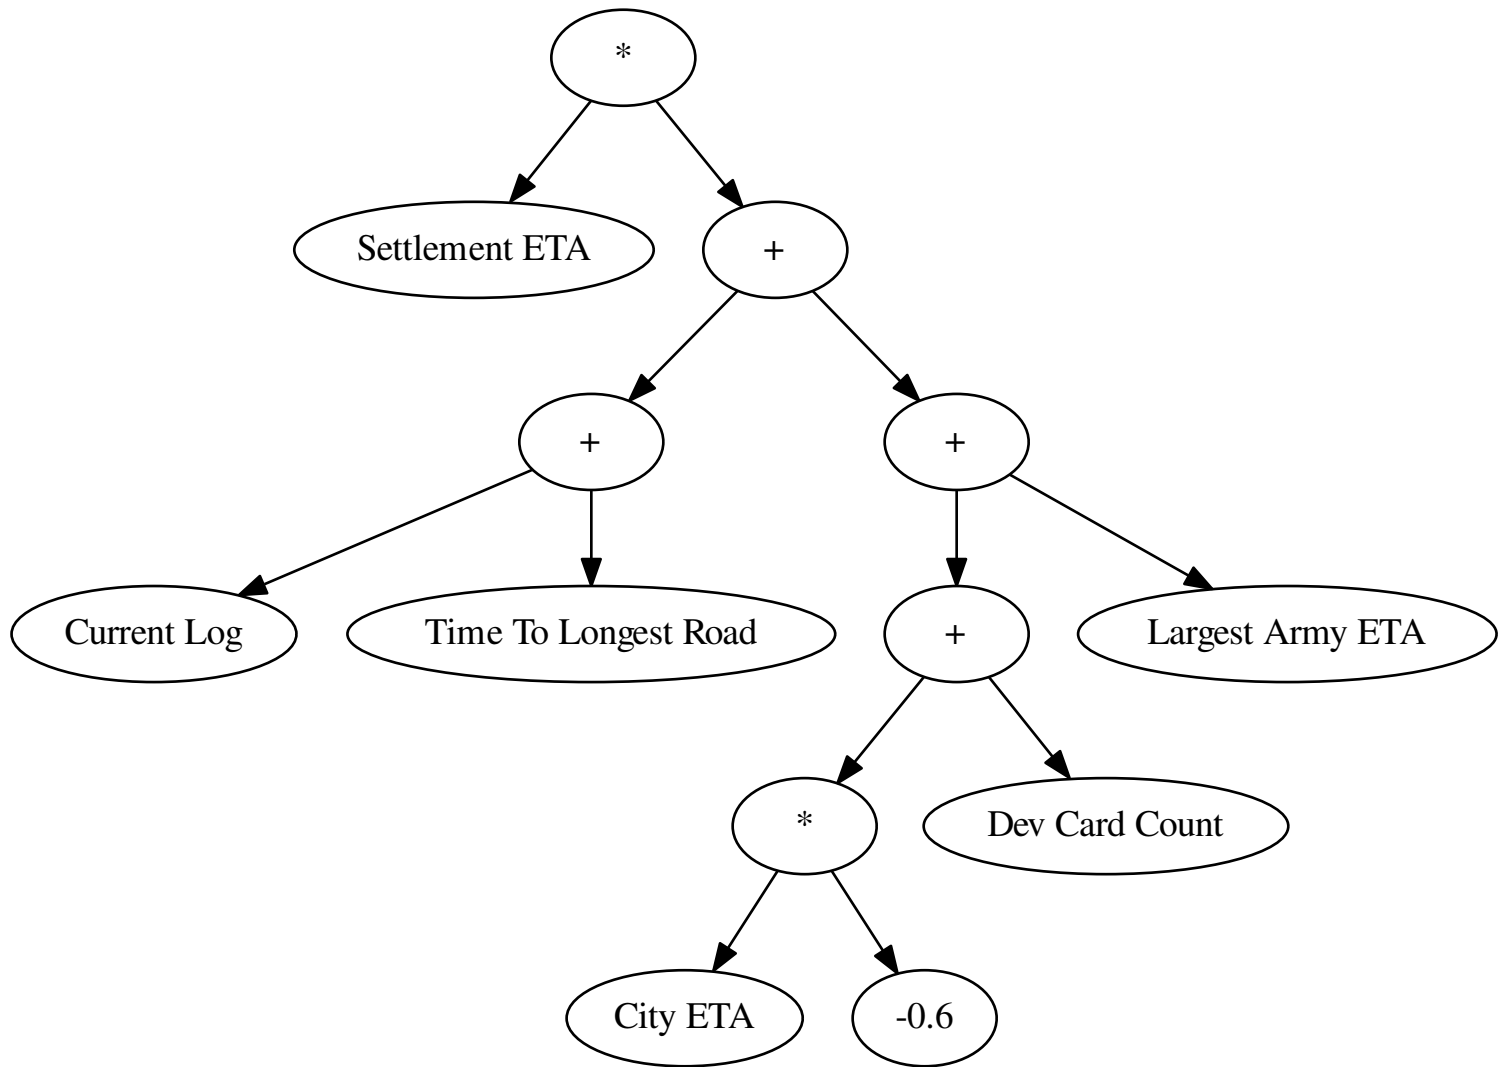 *
Settlement ETA
+
+
+
Current Log
Time To Longest Road
+
Largest Army ETA
*
Dev Card Count
City ETA
-0.6